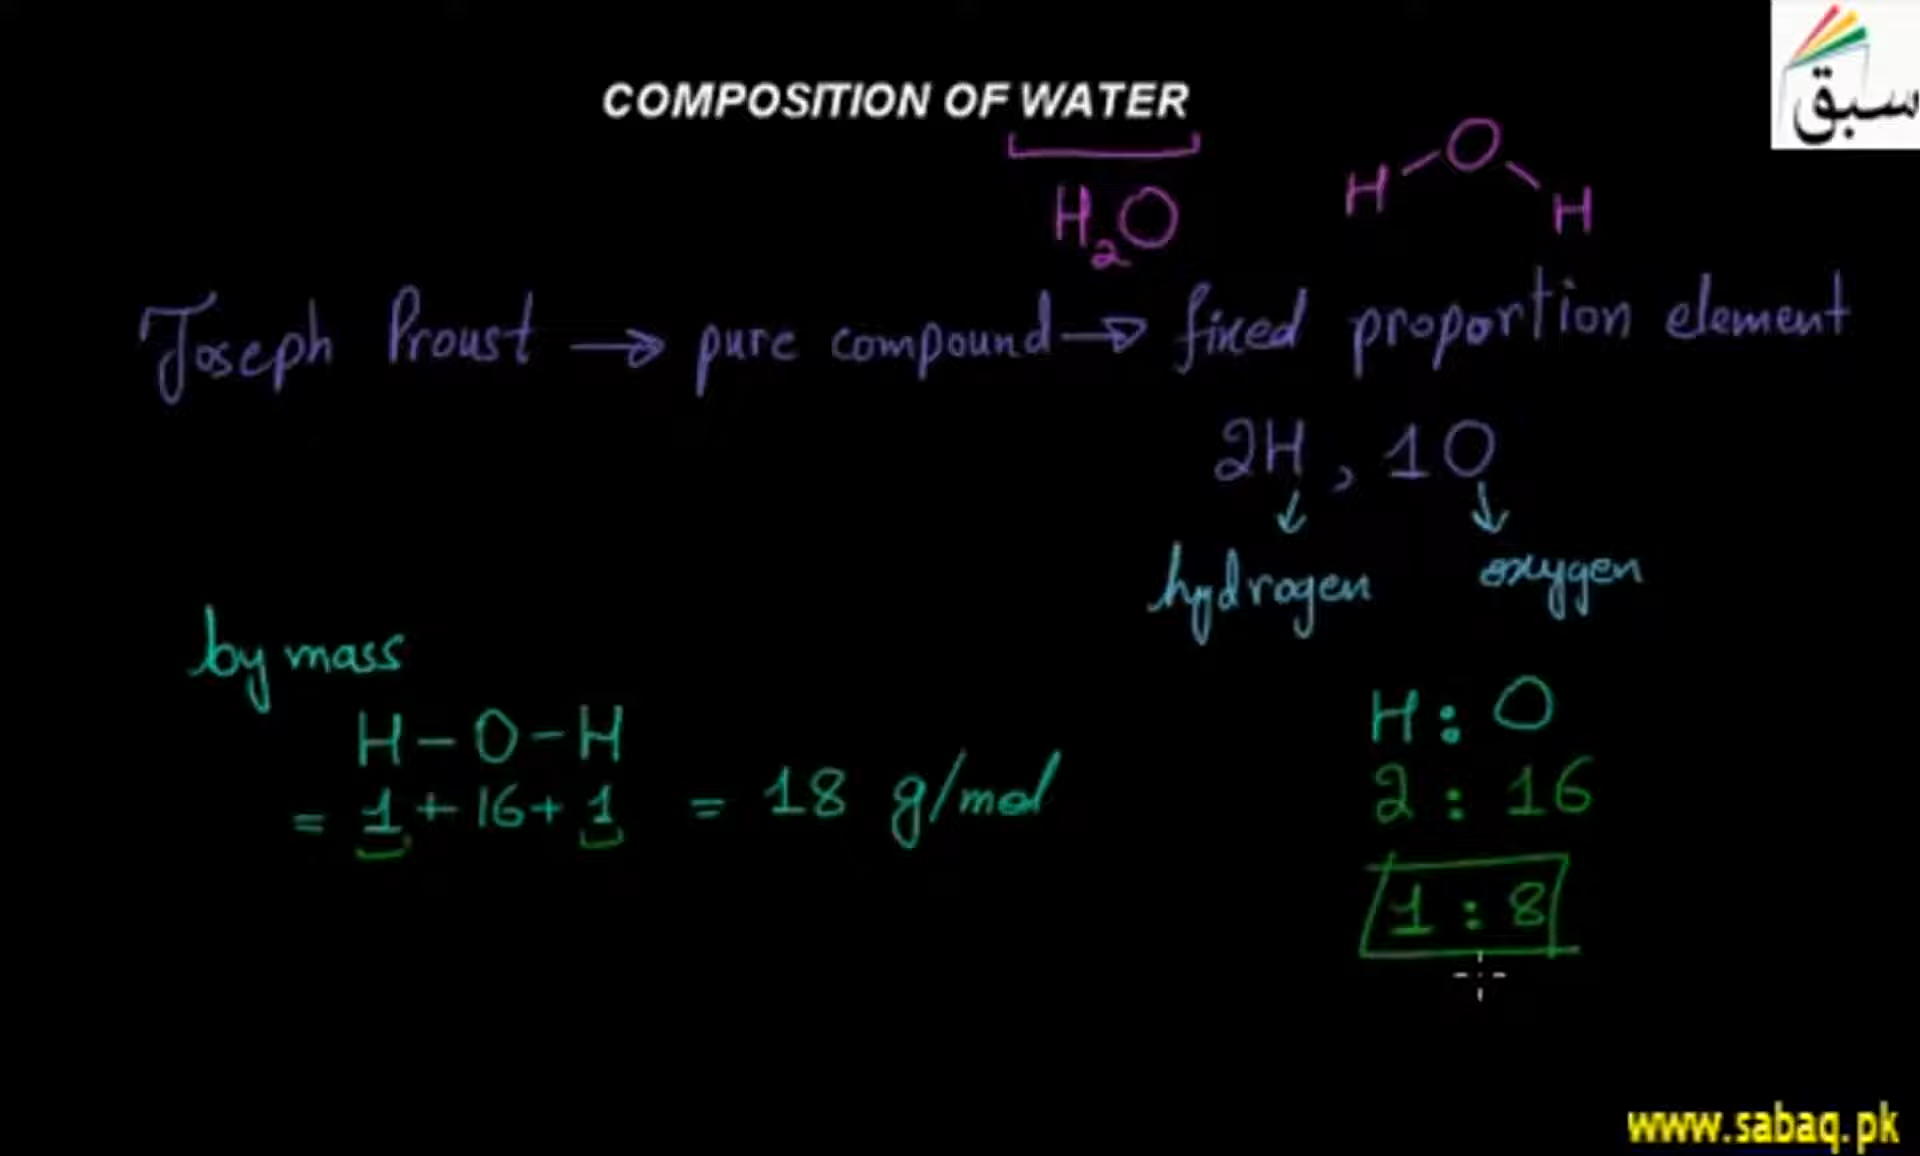 سبق
COMPOSITION OF WATER
H₂O
H O H
Joseph Proust → pure compound → fixed proportion element
2H, 1O
↓ ↓
hydrogen oxygen
by mass
H-O-H
= 1 + 16 + 1 = 18 g/mol
H : O
2 : 16
1 : 8
www.sabaq.pk